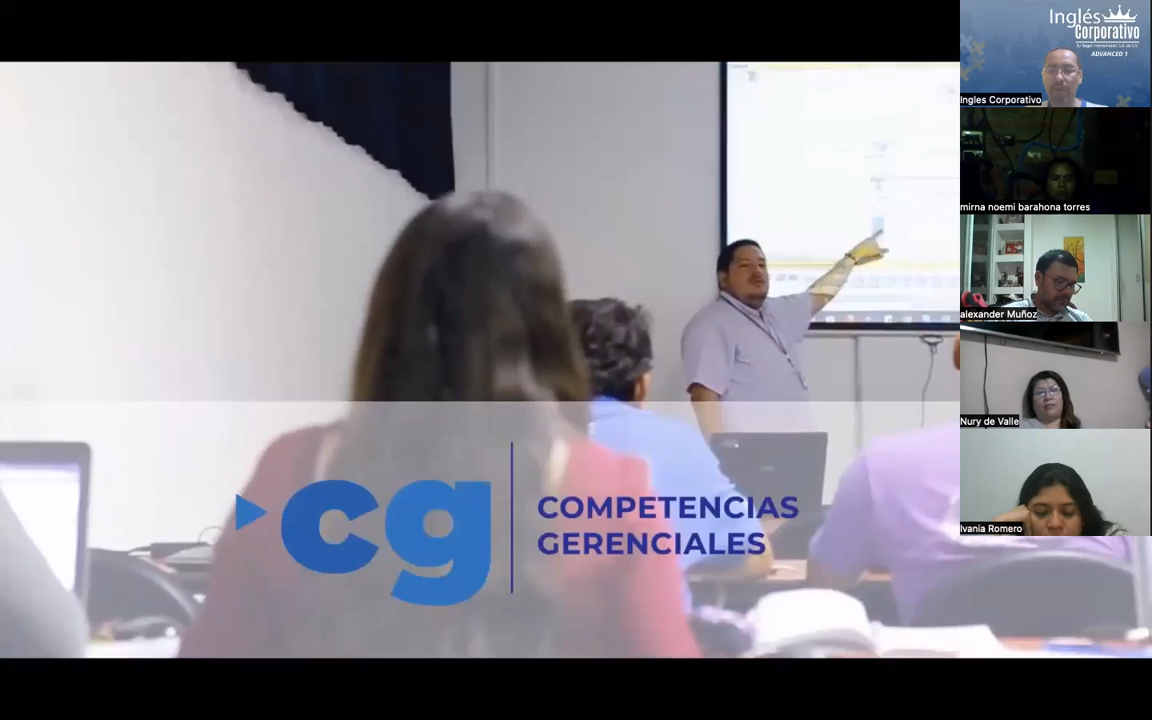 cg
COMPETENCIAS
GERENCIALES
Inglés
Corporativo
ADVANCED 1
Ingles Corporativo
mirna noemi barahona torres
alexander Muñoz
Nury de Valle
Ivania Romero